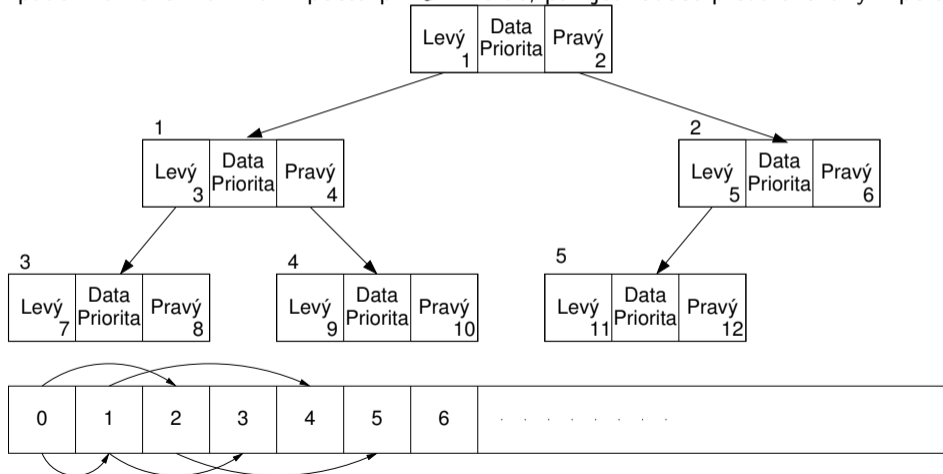 Levý 1 Data Priorita Pravý 2
1
Levý 3 Data Priorita Pravý 4
2
Levý 5 Data Priorita Pravý 6
3
Levý 7 Data Priorita Pravý 8
4
Levý 9 Data Priorita Pravý 10
5
Levý 11 Data Priorita Pravý 12
0 1 2 3 4 5 6 . . . . . . . .